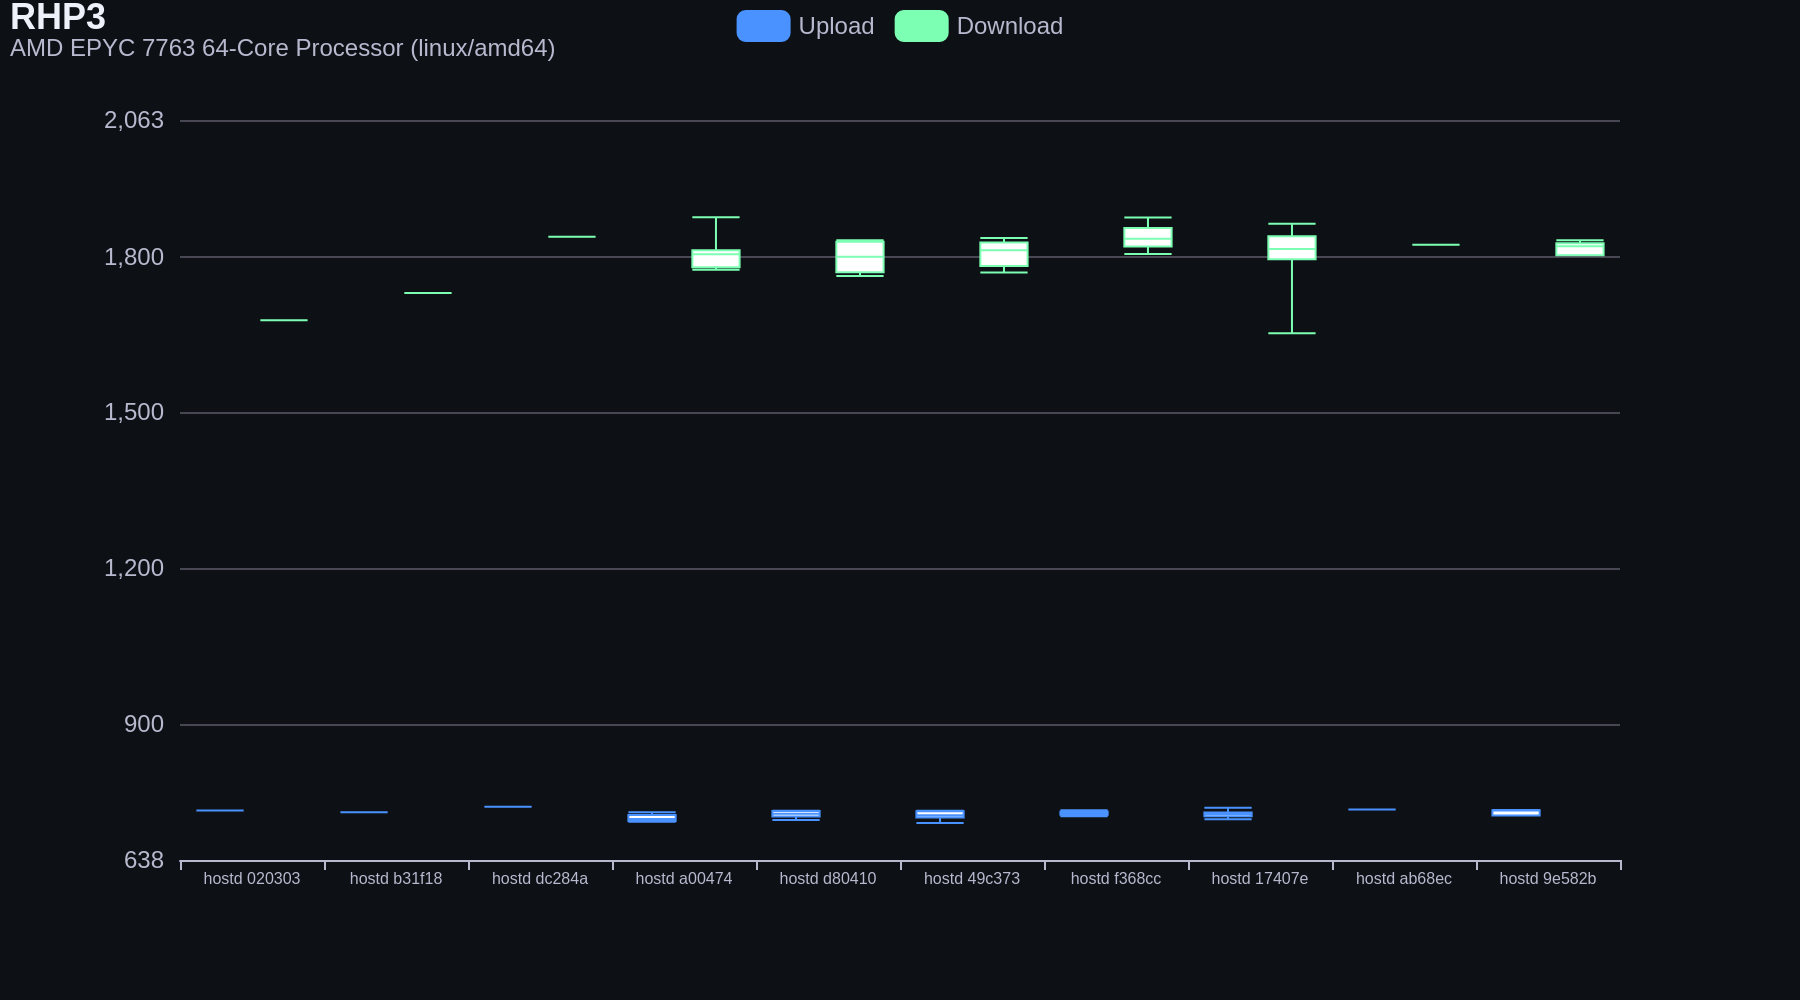 RHP3
AMD EPYC 7763 64-Core Processor (linux/amd64)
Upload
Download
2,063
1,800
1,500
1,200
900
638
hostd 020303
hostd b31f18
hostd dc284a
hostd a00474
hostd d80410
hostd 49c373
hostd f368cc
hostd 17407e
hostd ab68ec
hostd 9e582b